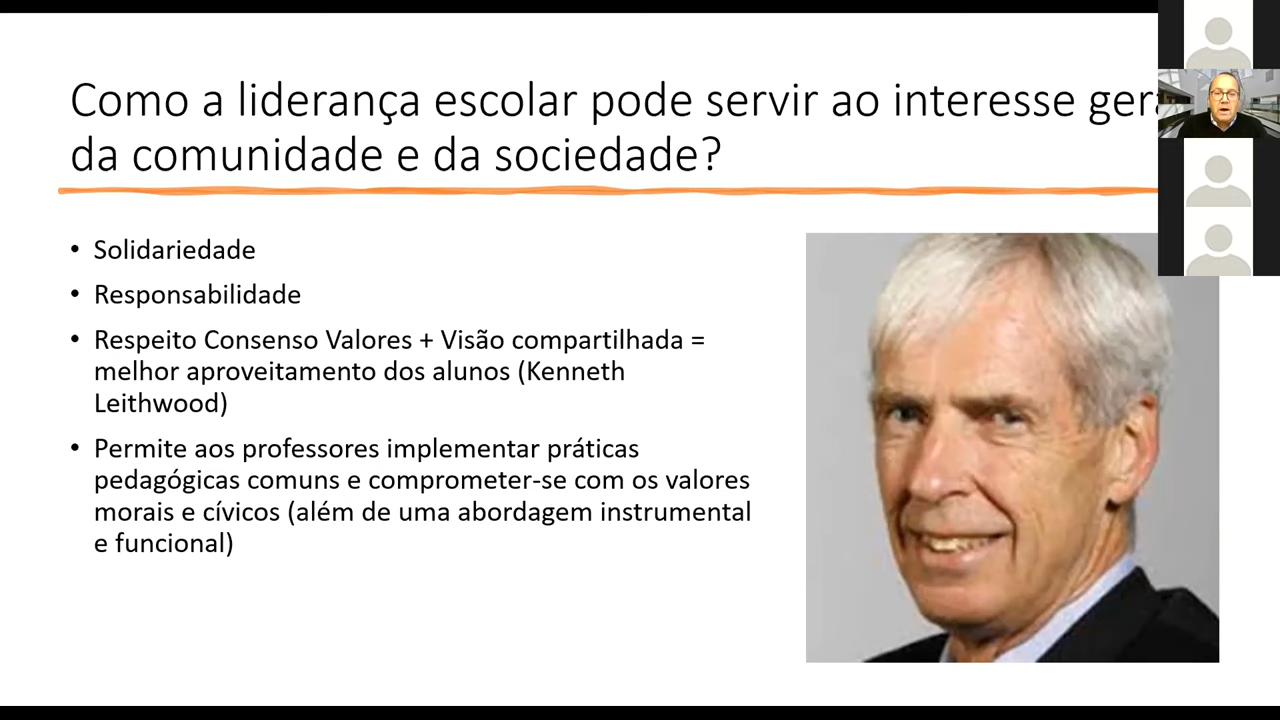 Como a liderança escolar pode servir ao interesse
da comunidade e da sociedade?
• Solidariedade
• Responsabilidade
• Respeito Consenso Valores + Visão compartilhada =
melhor aproveitamento dos alunos (Kenneth
Leithwood)
• Permite aos professores implementar práticas
pedagógicas comuns e comprometer-se com os valores
morais e cívicos (além de uma abordagem instrumental
e funcional)